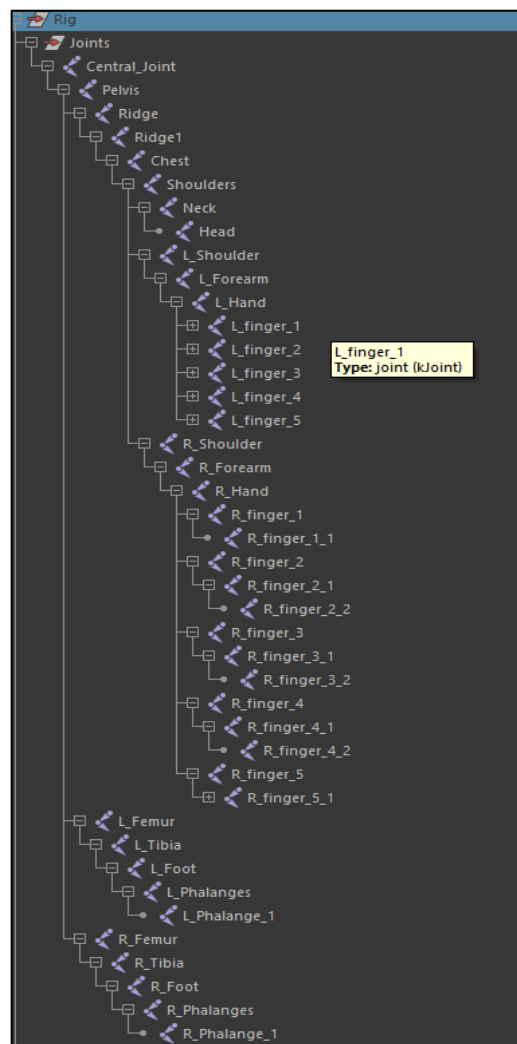 Rig
Joints
Central_Joint
Pelvis
Ridge
Ridge1
Chest
Shoulders
Neck
Head
L_Shoulder
L_Forearm
L_Hand
L_finger_1
L_finger_2
L_finger_3
L_finger_4
L_finger_5
L_finger_1
Type: joint (kJoint)
R_Shoulder
R_Forearm
R_Hand
R_finger_1
R_finger_1_1
R_finger_2
R_finger_2_1
R_finger_2_2
R_finger_3
R_finger_3_1
R_finger_3_2
R_finger_4
R_finger_4_1
R_finger_4_2
R_finger_5
R_finger_5_1
L_Femur
L_Tibia
L_Foot
L_Phalanges
L_Phalange_1
R_Femur
R_Tibia
R_Foot
R_Phalanges
R_Phalange_1